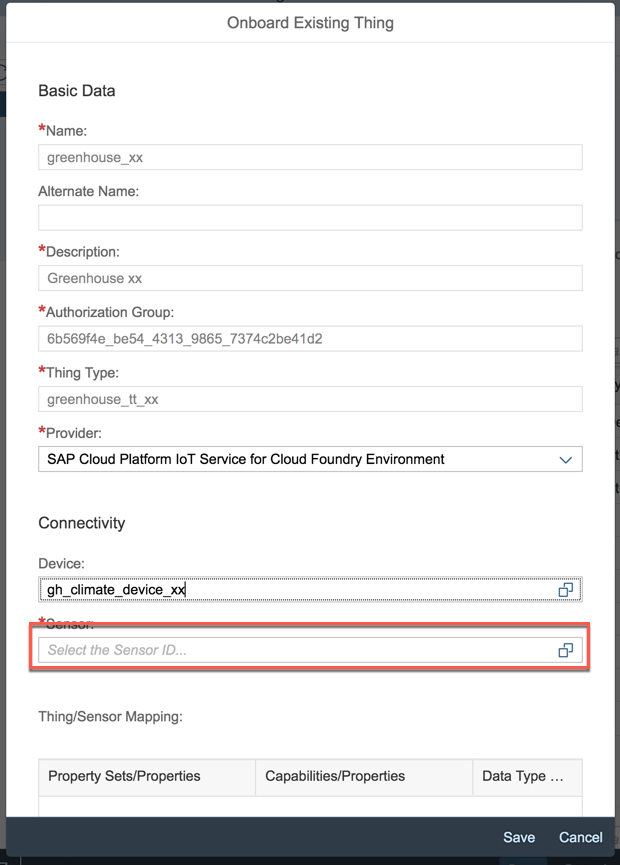 Onboard Existing Thing
Basic Data
*Name:
greenhouse_xx
Alternate Name:
*Description:
Greenhouse xx
*Authorization Group:
6b569f4e_be54_4313_9865_7374c2be41d2
*Thing Type:
greenhouse_tt_xx
*Provider:
SAP Cloud Platform IoT Service for Cloud Foundry Environment
Connectivity
Device:
gh_climate_device_xx
*Sensor:
Select the Sensor ID...
Thing/Sensor Mapping:
Property Sets/Properties Capabilities/Properties Data Type ...
Save Cancel